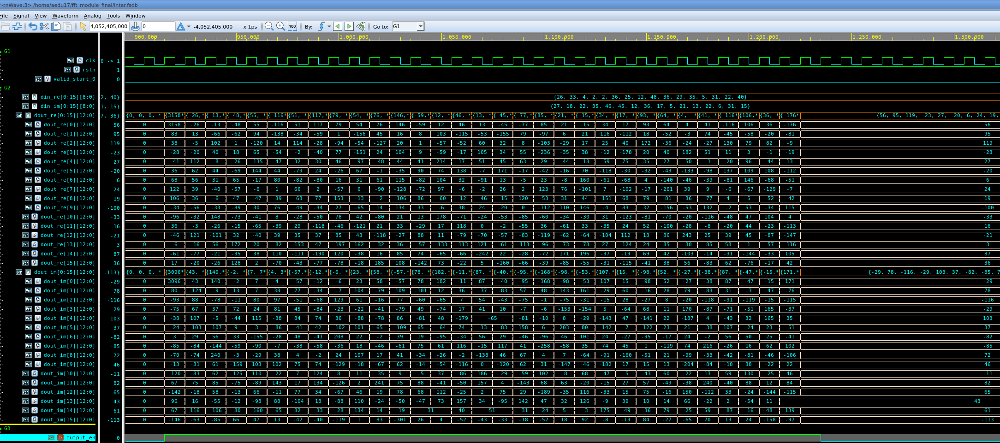 *<nWave:3> /home/aedu17/fft_module_final/inter.fsdb
File Signal View Waveform Analog Tools Window
4,052,405,000 0 -4,052,405,000 x 1ps 100 By: Go to: G1
900,000 950,000 1,000,000 1,050,000 1,100,000 1,150,000 1,200,000 1,250,000 1,300,000
G1
clk 0 -> 1
rstn 1
valid_start_0 0
G2
din_re[0:15][8:0] 2, 40} {26, 33, 4, 2, 2, 36, 25, 12, 48, 36, 29, 35, 5, 31, 22, 40}
din_im[0:15][8:0] 1, 15} {27, 18, 22, 35, 46, 45, 12, 36, 17, 5, 21, 13, 22, 6, 31, 15}
dout_re[0:15][12:0] 7, 36} {0, 0, 0, * {3158* {-26,* {-13,* {-48,* {55, * {-116* {51, * {117,* {79, * {54, * {76, * {146,* {-59,* {12, * {46, * {13, * {-45,* {-77,* {85, * {21, * {-15,* {34, * {17, * {93, * {64, * {4, -* {41, * {-116* {106,* {36, * {-176* {56, 95, 119, -23, 27, -20, 6, 24, 19,
dout_re[0][12:0] 56 0 3158 -26 -13 -48 55 -116 51 117 79 54 76 146 -59 12 46 13 -45 -77 85 21 -15 34 17 93 64 4 41 -116 106 36 -176 56
dout_re[1][12:0] 95 0 83 13 -66 -62 94 -138 -34 -59 1 -156 45 16 8 103 -115 -53 -155 79 -97 6 21 116 -112 18 -52 -3 74 -45 -58 -20 -81 95
dout_re[2][12:0] 119 0 38 -5 102 1 -120 14 114 -28 -94 -54 -127 20 1 -57 -52 60 32 8 -103 -29 17 25 40 172 -36 -24 -27 130 79 82 -9 119
dout_re[3][12:0] -23 0 -28 -20 40 18 65 -54 -2 -40 77 -151 24 104 9 -59 -17 105 34 55 -236 -35 38 -12 -178 20 40 182 51 11 3 -1 -19 -23
dout_re[4][12:0] 27 0 -41 112 -8 -26 -135 -47 32 30 46 -97 -48 44 41 214 17 51 45 63 29 -44 -18 -59 75 35 27 -50 -1 -20 96 -44 13 27
dout_re[5][12:0] -20 0 36 62 44 -69 144 44 -79 24 -26 67 -1 -35 90 74 138 -7 171 -17 -42 -16 70 -118 -30 -32 -43 -133 -98 137 109 108 -112 -20
dout_re[6][12:0] 6 0 68 56 31 65 -17 80 -82 -80 16 31 61 115 -82 104 32 -91 13 -5 23 -8 160 -61 -68 4 -140 -46 -39 -81 146 -68 -51 6
dout_re[7][12:0] 24 0 122 39 -40 -57 -6 1 66 2 -57 6 -90 -128 -72 97 -6 -2 26 2 123 76 -101 7 -102 -17 -201 39 9 -6 -67 -129 -7 24
dout_re[8][12:0] 19 0 106 36 -6 47 -47 -39 -63 77 153 -13 -2 -106 86 -60 -12 -46 -15 120 -53 31 44 -151 68 79 -81 -36 -77 4 5 -52 -42 19
dout_re[9][12:0] -100 0 -34 -56 -33 -89 30 76 -49 -34 27 -65 14 134 33 -6 38 24 -20 0 -112 110 146 -4 83 32 -156 -53 132 -2 53 -34 115 -100
dout_re[10][12:0] -33 0 -96 -32 148 -73 -41 8 -28 -50 78 42 -80 21 13 178 -71 -24 -53 -85 -60 -34 -30 31 -123 -81 -70 -20 -116 -48 47 104 4 -33
dout_re[11][12:0] 16 0 36 -3 -26 -15 -65 -39 29 -118 -46 -121 21 33 -29 17 118 0 -2 -55 36 -61 33 -35 24 52 -100 -28 -8 -20 44 -23 -113 16
dout_re[12][12:0] -21 0 -46 121 -101 32 -40 39 35 37 85 43 -118 -27 88 11 -79 -70 -57 -83 -119 -62 -64 -104 112 18 86 243 25 39 45 -87 -147 -21
dout_re[13][12:0] 3 0 -6 -16 56 172 20 -82 -153 47 -197 162 -32 36 -57 -133 -113 121 -61 -113 -96 -73 -78 27 -124 24 85 -30 -85 58 1 -57 -116 3
dout_re[14][12:0] 87 0 -61 -77 -21 -35 38 110 -111 -190 120 -38 16 85 74 -65 -66 -242 22 -28 -72 171 196 -37 -19 69 42 -103 -14 -31 -144 -33 105 87
dout_re[15][12:0] 36 0 17 -20 -26 128 2 -70 -43 -77 -78 -18 185 108 -142 73 -22 5 -160 -66 -39 -85 -55 -31 -115 -41 38 56 -83 62 -76 -17 42 36
dout_im[0:15][12:0] -113} {0, 0, 0, * {3096* {43, * {140,* {-2, * {7, 7* {4, 3* {-57,* {-12,* {-6, * {23, * {58, * {-57,* {78, * {182,* {-11,* {87, * {-40,* {-95,* {-168* {-98,* {-53,* {107,* {15, * {-98,* {52, * {-27,* {-38,* {87, * {-47,* {-15,* {171,* {-29, 78, -116, -29, 103, 37, -82, -85, 7
dout_im[0][12:0] -29 0 3096 43 140 -2 7 4 -57 -12 -6 23 58 -57 78 182 -11 87 -40 -95 -168 -98 -53 107 15 -98 52 -27 -38 87 -47 -15 171 -29
dout_im[1][12:0] 78 0 80 -124 -9 13 7 38 77 -34 -7 104 -79 109 -101 12 36 -37 -83 57 48 143 161 -29 60 -16 28 79 -83 31 -3 -47 -76 78
dout_im[2][12:0] -116 0 -93 88 -78 -11 80 97 -51 -68 129 61 -16 77 -60 -65 7 54 -43 -75 -1 -75 -31 -15 28 -27 8 -20 -118 -91 -119 -15 -115 -116
dout_im[3][12:0] -29 0 -75 67 37 72 24 81 45 -84 -23 -22 -41 -79 49 -74 17 41 10 -7 -6 -153 -154 5 -64 68 11 170 -87 -71 -51 165 -37 -29
dout_im[4][12:0] 103 0 -38 107 -5 -44 115 -38 84 74 36 -88 -78 86 -81 48 -179 -65 -81 -10 8 -29 -143 47 -141 22 -187 4 -43 32 165 35 103
dout_im[5][12:0] 37 0 -24 -103 -107 9 3 -86 -41 42 -102 101 65 -109 65 -64 74 -13 -83 158 6 203 80 -142 -7 -122 23 21 -38 107 -24 23 -51 37
dout_im[6][12:0] -82 0 3 29 56 33 -155 -28 48 -41 208 22 -2 39 19 -95 -34 56 29 -46 -96 46 101 24 -27 -95 -17 24 -2 56 50 25 -41 -82
dout_im[7][12:0] -85 0 -85 -84 -144 -59 -90 -7 -38 -58 -36 18 -46 -61 75 61 116 -15 117 41 -258 -58 35 74 45 1 -119 74 216 -26 16 62 102 -85
dout_im[8][12:0] 72 0 -70 -74 240 -3 -29 38 4 -2 24 107 17 41 -34 -26 -2 -138 46 67 4 7 -64 -91 -160 -51 21 -99 -33 -42 -81 -46 -106 72
dout_im[9][12:0] 46 0 -13 -81 61 -159 103 102 75 74 -129 -18 -67 62 -14 -54 -116 0 -120 62 31 -147 -46 -182 17 15 13 -204 -84 -18 38 -22 22 46
dout_im[10][12:0] -11 0 -120 -83 62 -125 110 -22 7 124 8 11 -35 9 -5 37 -86 186 -29 -59 102 -8 68 -47 -5 -43 60 -22 13 59 130 -25 46 -11
dout_im[11][12:0] 82 0 67 75 85 -75 -89 143 17 134 -126 2 241 75 88 -41 -50 157 4 -143 68 63 -20 -15 27 57 -49 -38 240 -40 88 12 84 82
dout_im[12][12:0] 65 0 -142 -18 58 -13 66 -11 77 34 -67 46 19 78 68 112 -25 2 75 29 -189 -35 116 -33 15 75 -16 150 -112 33 -24 -144 -115 65
dout_im[13][12:0] 43 0 96 16 -55 -12 -98 88 -104 18 -88 110 -24 -50 -47 73 157 34 -95 142 47 32 126 -9 39 10 14 66 -22 2 -54 11 43
dout_im[14][12:0] 61 0 67 116 -106 -80 -160 -65 82 -33 -28 134 14 -19 31 40 51 -31 -24 5 -3 175 -49 -36 79 -25 59 -87 -16 48 139 61
dout_im[15][12:0] -113 0 -146 -63 -85 66 47 13 -42 -40 -119 1 83 -301 26 4 -52 -43 -33 -18 -52 18 92 -8 -13 84 -27 -65 70 13 24 -158 -97 -113
G3
output_en 0